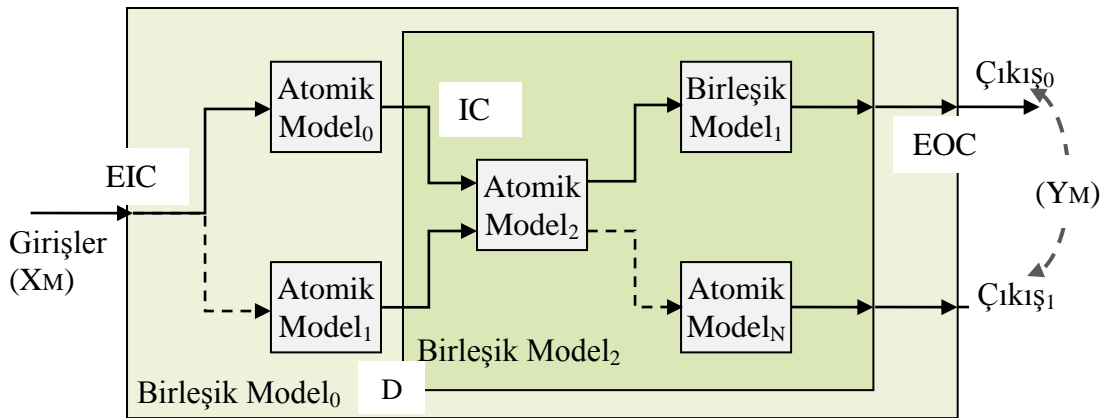 EIC
Girişler
(XM)
Atomik
Model0
Atomik
Model1
IC
Atomik
Model2
Birleşik
Model1
Atomik
ModelN
Birleşik Model2
Birleşik Model0
D
EOC
Çıkış0
(YM)
Çıkış1